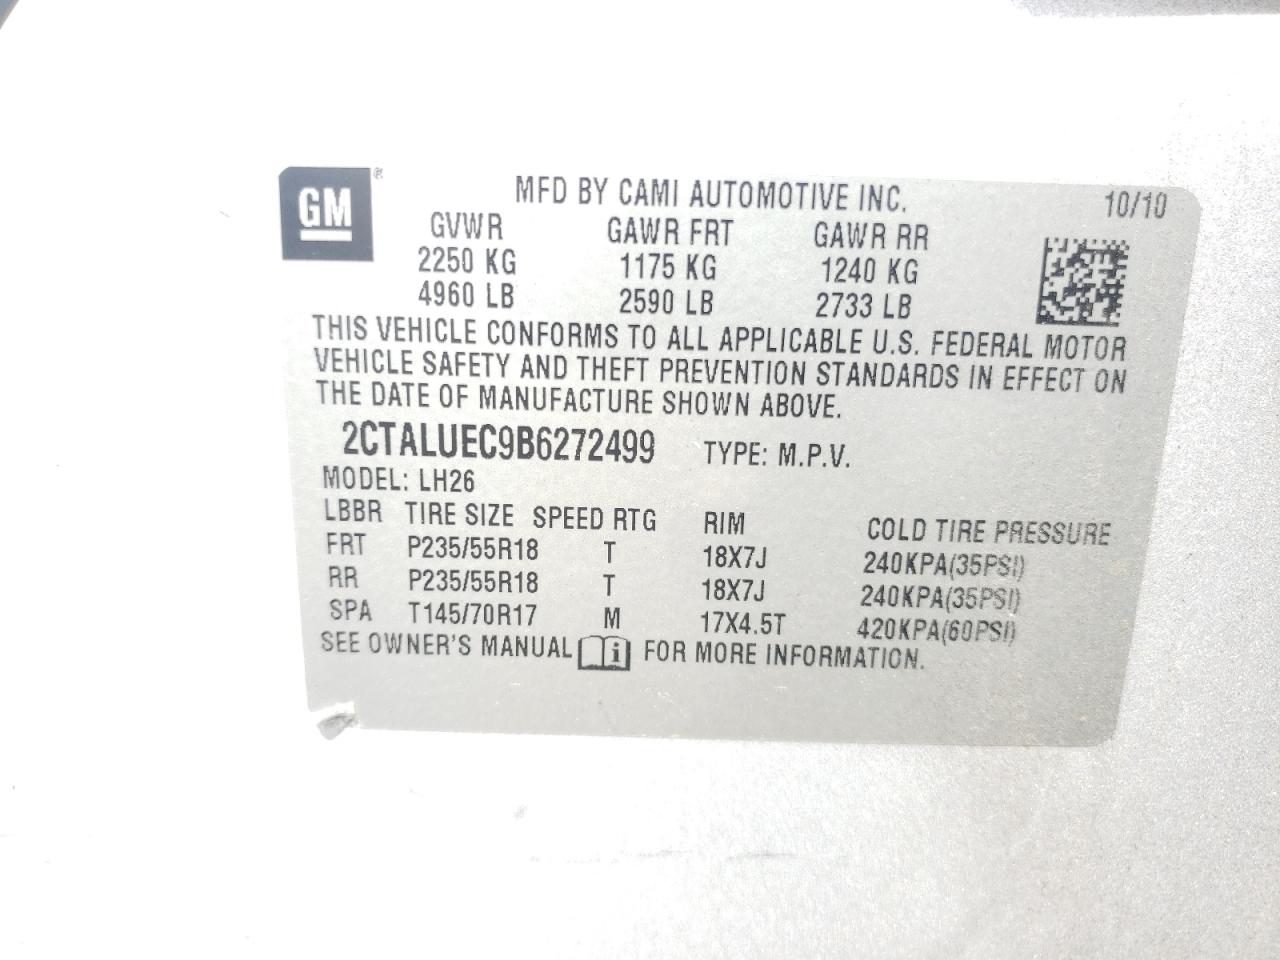 GM®
MFD BY CAMI AUTOMOTIVE INC. 10/10
GVWR GAWR FRT GAWR RR
2250 KG 1175 KG 1240 KG
4960 LB 2590 LB 2733 LB
THIS VEHICLE CONFORMS TO ALL APPLICABLE U.S. FEDERAL MOTOR
VEHICLE SAFETY AND THEFT PREVENTION STANDARDS IN EFFECT ON
THE DATE OF MANUFACTURE SHOWN ABOVE.
2CTALUEC9B6272499 TYPE: M.P.V.
MODEL: LH26
LBBR TIRE SIZE SPEED RTG RIM COLD TIRE PRESSURE
FRT P235/55R18 T 18X7J 240KPA(35PSI)
RR P235/55R18 T 18X7J 240KPA(35PSI)
SPA T145/70R17 M 17X4.5T 420KPA(60PSI)
SEE OWNER'S MANUAL i FOR MORE INFORMATION.